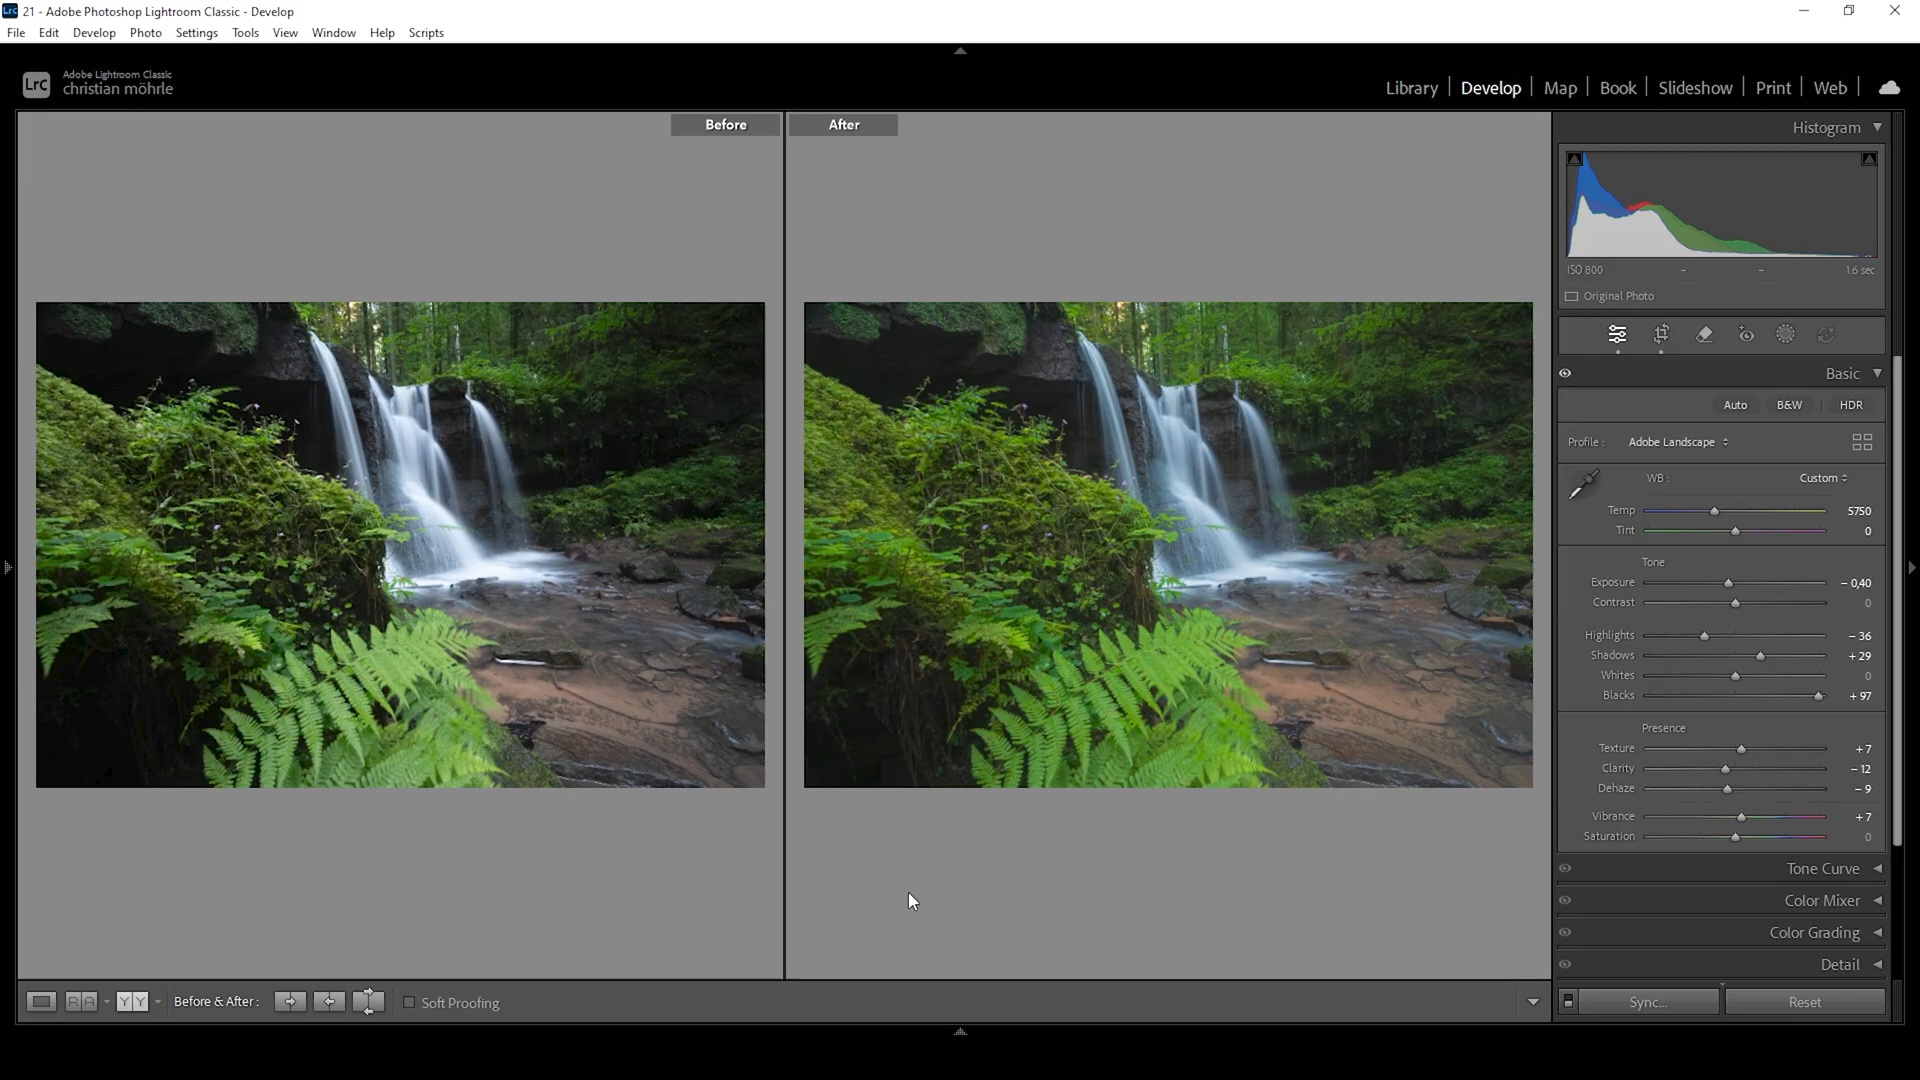 Lrc 21 - Adobe Photoshop Lightroom Classic - Develop
File Edit Develop Photo Settings Tools View Window Help Scripts
Lrc Adobe Lightroom Classic
christian möhrle
Library Develop Map Book Slideshow Print Web
Before After
Histogram
ISO 800 – – 1.6 sec
Original Photo
Basic
Auto B&W HDR
Profile : Adobe Landscape
WB : Custom
Temp 5750
Tint 0
Tone
Exposure – 0,40
Contrast 0
Highlights – 36
Shadows + 29
Whites 0
Blacks + 97
Presence
Texture + 7
Clarity – 12
Dehaze – 9
Vibrance + 7
Saturation 0
Tone Curve
Color Mixer
Color Grading
Detail
R A Y Y Before & After : Soft Proofing
Sync... Reset